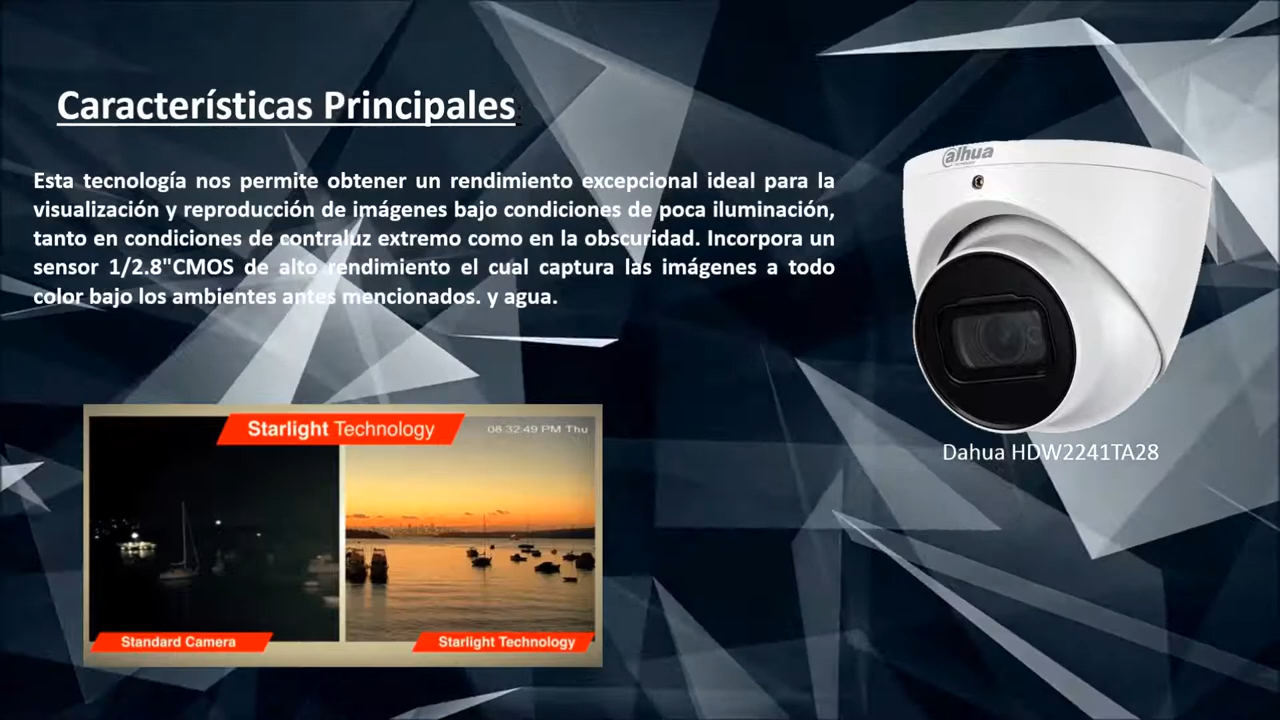 Características Principales:
Esta tecnología nos permite obtener un rendimiento excepcional ideal para la
visualización y reproducción de imágenes bajo condiciones de poca iluminación,
tanto en condiciones de contraluz extremo como en la obscuridad. Incorpora un
sensor 1/2.8"CMOS de alto rendimiento el cual captura las imágenes a todo
color bajo los ambientes antes mencionados. y agua.
alhua
Dahua HDW2241TA28
Starlight Technology
08:32:49 PM Thu
Standard Camera
Starlight Technology